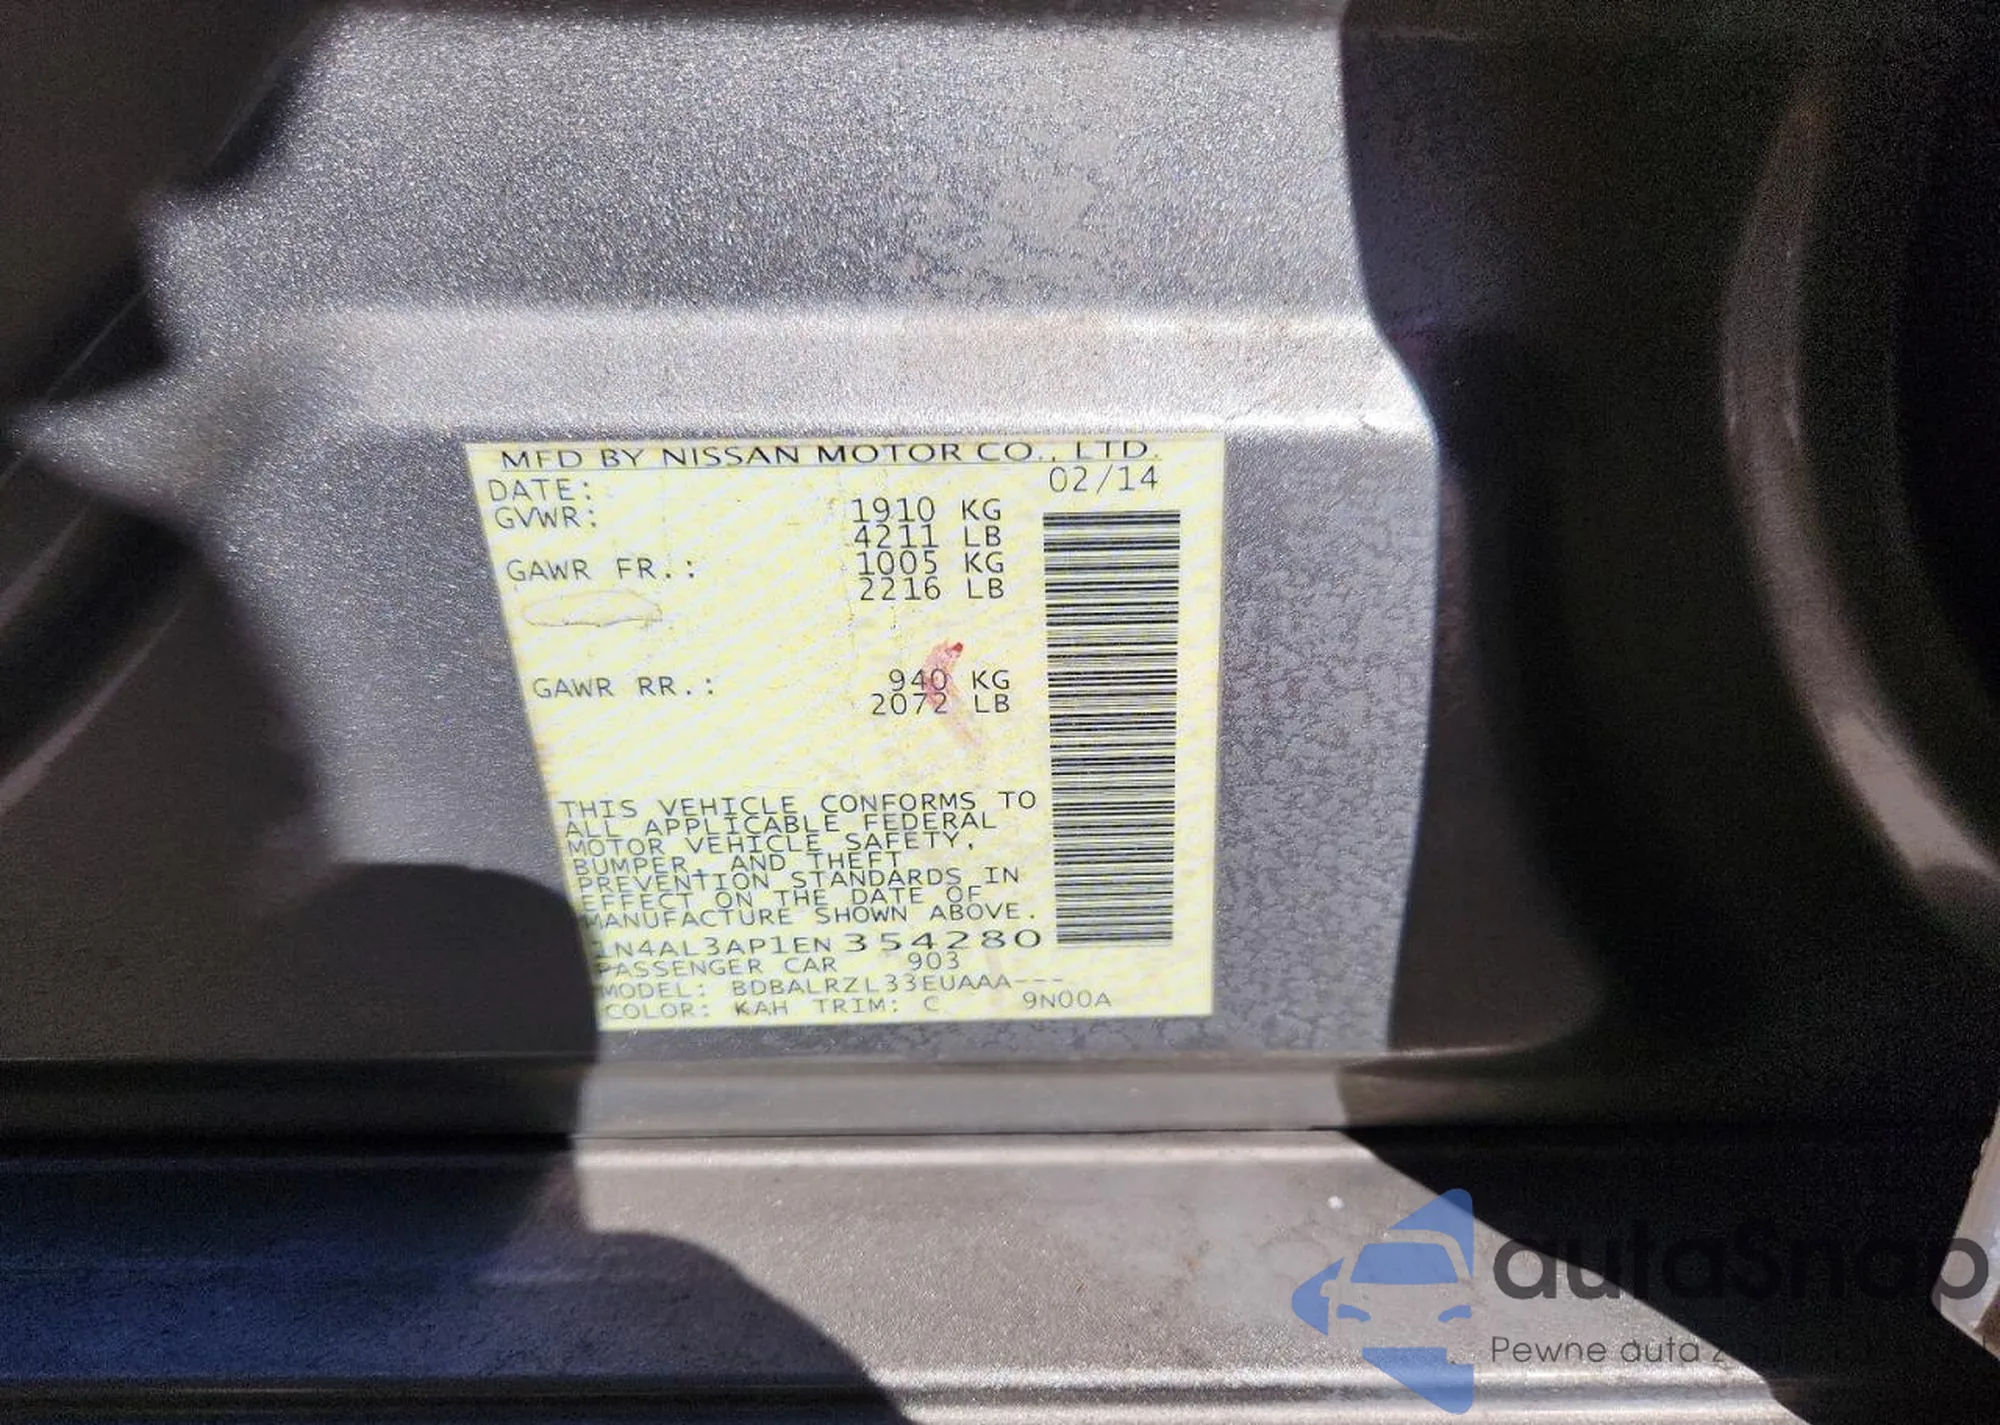 MFD BY NISSAN MOTOR CO., LTD.
DATE: 02/14
GVWR: 1910 KG
4211 LB
GAWR FR.: 1005 KG
2216 LB
GAWR RR.: 940 KG
2072 LB
THIS VEHICLE CONFORMS TO
ALL APPLICABLE FEDERAL
MOTOR VEHICLE SAFETY,
BUMPER, AND THEFT
PREVENTION STANDARDS IN
EFFECT ON THE DATE OF
MANUFACTURE SHOWN ABOVE.
1N4AL3AP1EN354280
PASSENGER CAR 903
MODEL: BDBALRZL33EUAAA---
COLOR: KAH TRIM: C 9N00A
autaSnap
Pewne auta